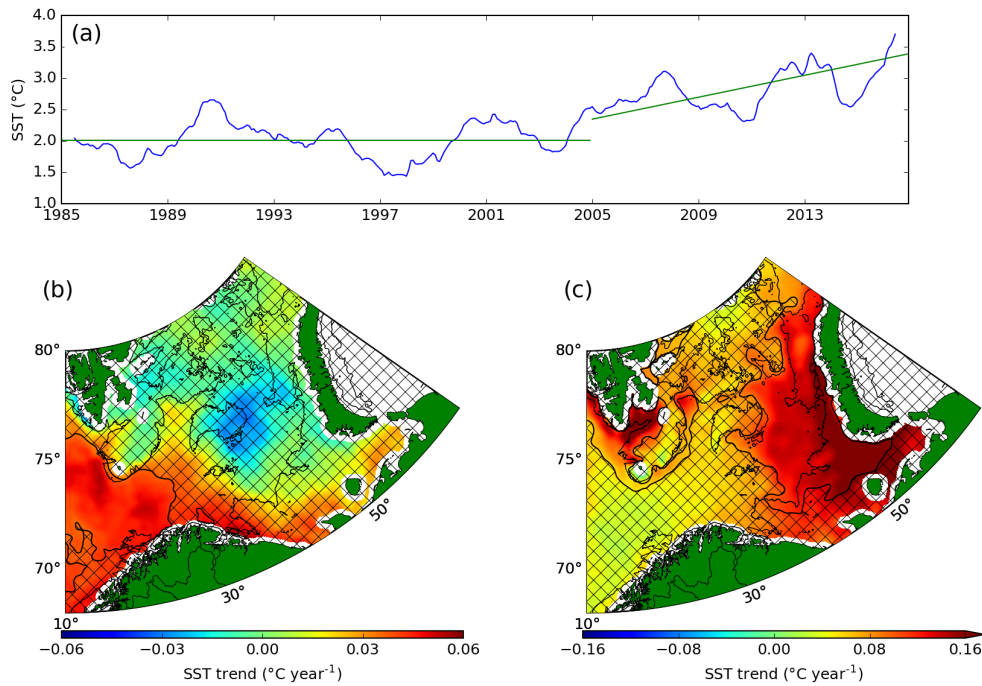 4.0
(a)
3.5
3.0
2.5
2.0
1.5
1.0
SST (°C)
1985 1989 1993 1997 2001 2005 2009 2013
(b)
80°
75°
70°
10°
30°
50°
−0.06 −0.03 0.00 0.03 0.06
SST trend (°C year⁻¹)
(c)
80°
75°
70°
10°
30°
50°
−0.16 −0.08 0.00 0.08 0.16
SST trend (°C year⁻¹)